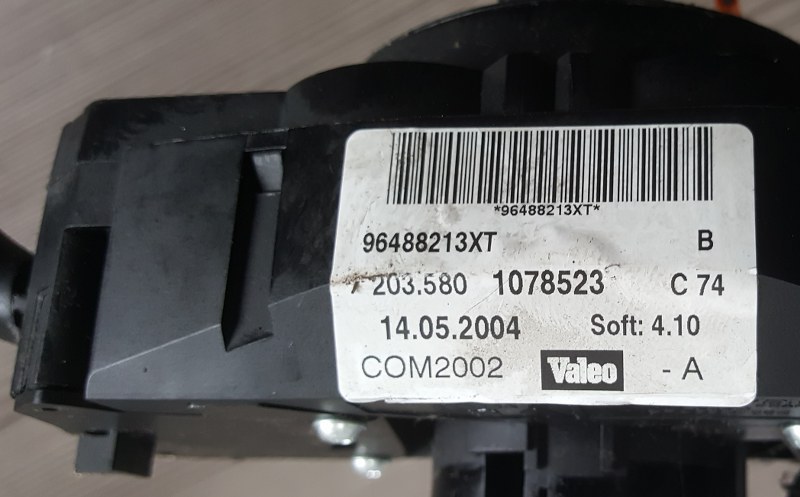 *96488213XT*
96488213XT B
203.580 1078523 C 74
14.05.2004 Soft: 4.10
COM2002 Valeo - A